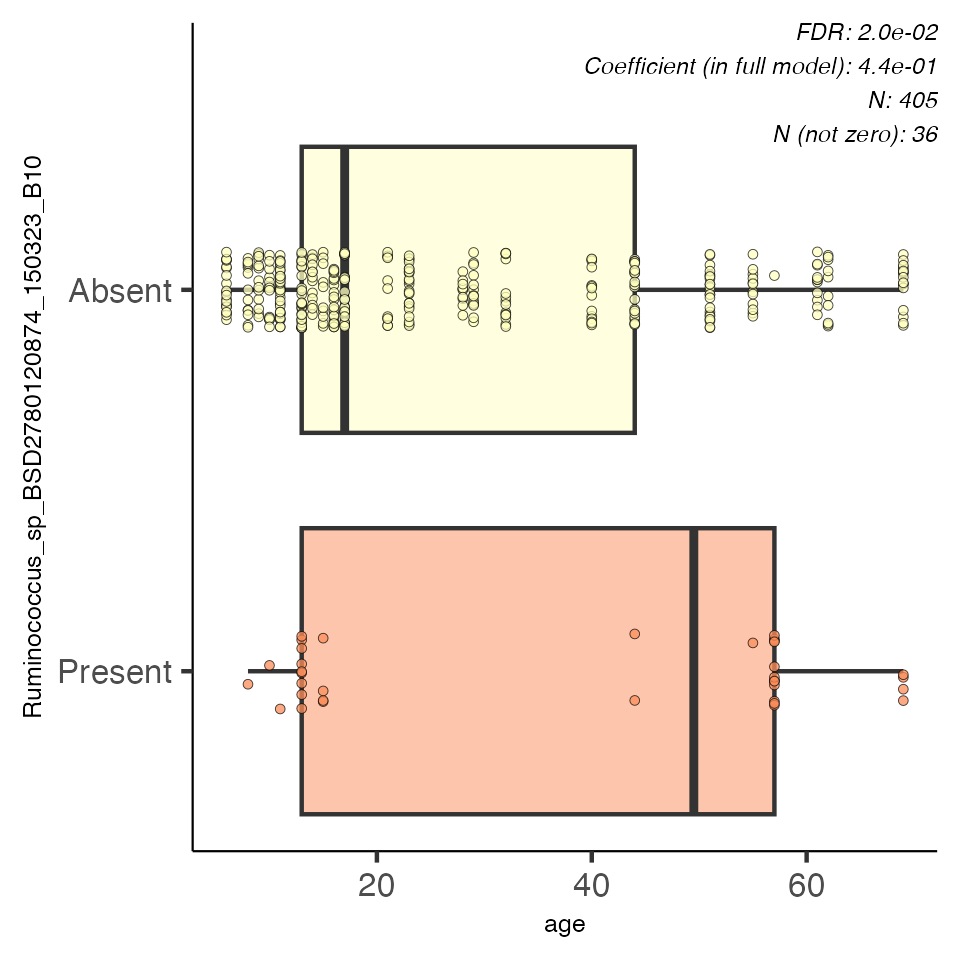 FDR: 2.0e-02
Coefficient (in full model): 4.4e-01
N: 405
N (not zero): 36
Ruminococcus_sp_BSD2780120874_150323_B10
Absent
Present
20 40 60
age